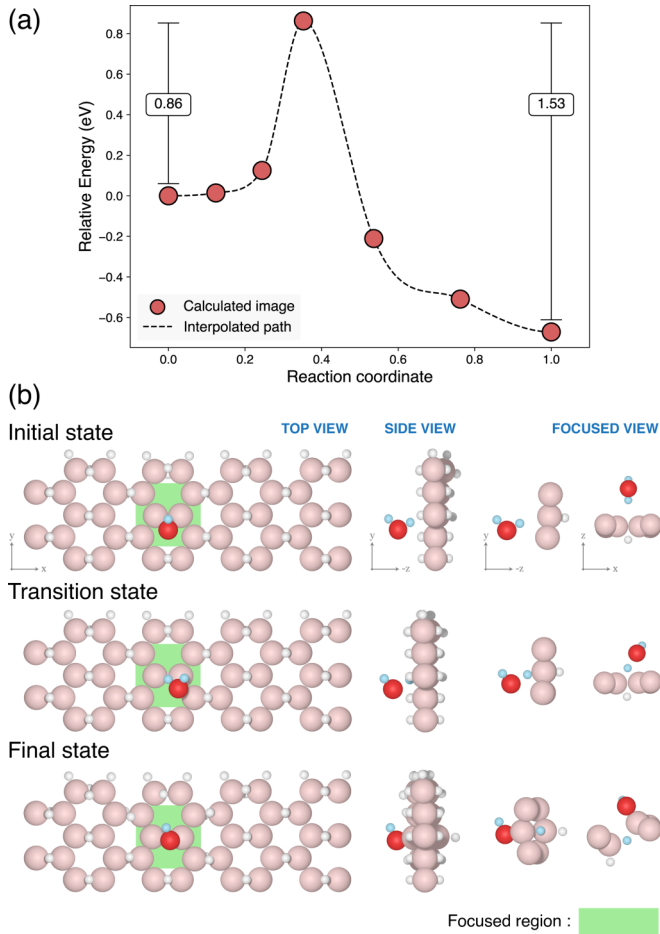 (a)
0.8
0.6
0.4
0.2
0.0
−0.2
−0.4
−0.6
Relative Energy (eV)
0.86
1.53
Calculated image
Interpolated path
0.0 0.2 0.4 0.6 0.8 1.0
Reaction coordinate
(b)
Initial state
TOP VIEW SIDE VIEW FOCUSED VIEW
y y y z
x -z -z x
Transition state
Final state
Focused region :